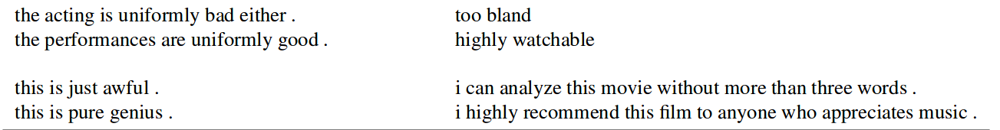 the acting is uniformly bad either .
the performances are uniformly good .
this is just awful .
this is pure genius .
too bland
highly watchable
i can analyze this movie without more than three words .
i highly recommend this film to anyone who appreciates music .